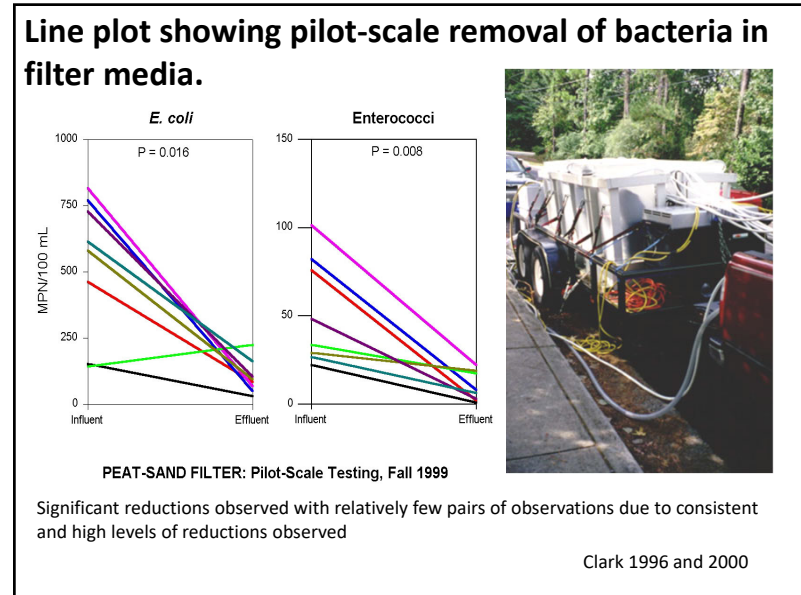 Line plot showing pilot-scale removal of bacteria in
filter media.
E. coli
P = 0.016
MPN/100 mL
1000
750
500
250
0
Influent
Effluent
Enterococci
P = 0.008
150
100
50
0
Influent
Effluent
PEAT-SAND FILTER: Pilot-Scale Testing, Fall 1999
Significant reductions observed with relatively few pairs of observations due to consistent
and high levels of reductions observed
Clark 1996 and 2000